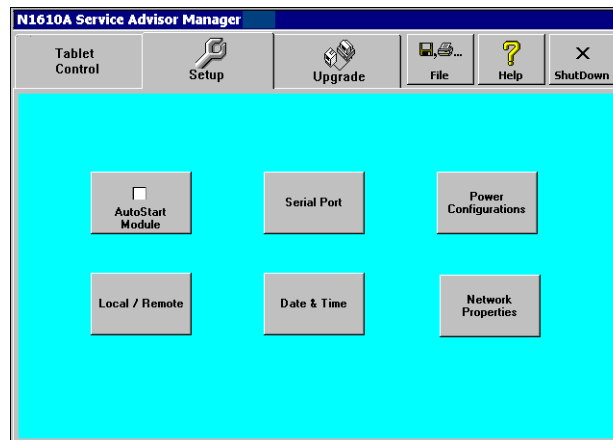 N1610A Service Advisor Manager
Tablet
Control
Setup
Upgrade
File
Help
ShutDown
AutoStart
Module
Serial Port
Power
Configurations
Local / Remote
Date & Time
Network
Properties